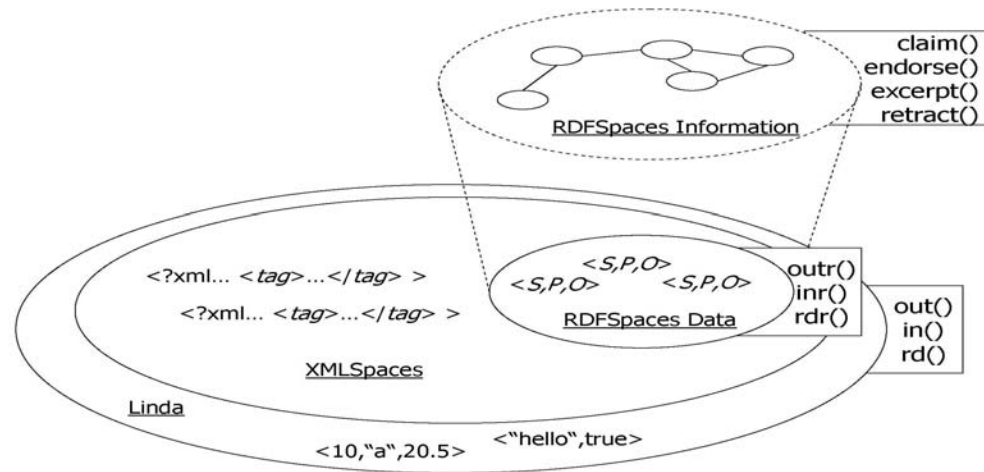 claim()
endorse()
excerpt()
retract()
RDFSpaces Information
<S,P,O>
<S,P,O> <S,P,O>
RDFSpaces Data
outr()
inr()
rdr()
out()
in()
rd()
<?xml... <tag>...</tag> >
<?xml... <tag>...</tag> >
XMLSpaces
Linda
<10,“a“,20.5>
<“hello“,true>